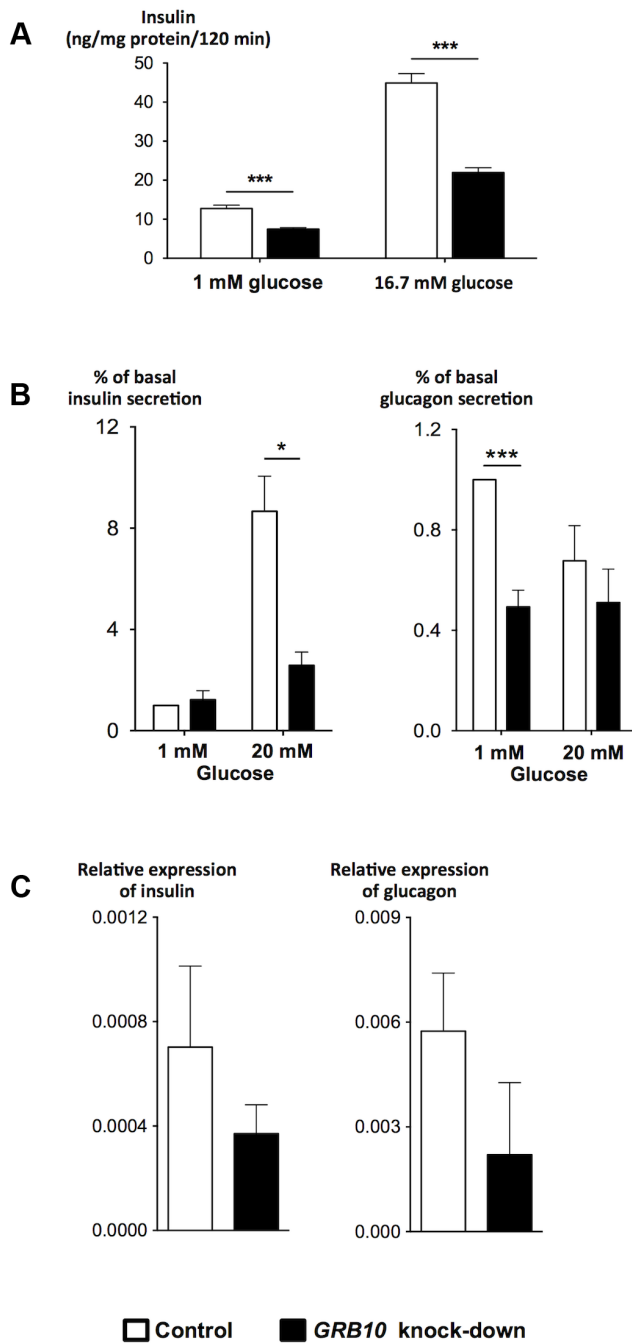 A
Insulin
(ng/mg protein/120 min)
50
40
30
20
10
0
***
***
1 mM glucose
16.7 mM glucose
B
% of basal
insulin secretion
12
8
4
0
*
1 mM
20 mM
Glucose
% of basal
glucagon secretion
1.2
0.8
0.4
0.0
***
1 mM
20 mM
Glucose
C
Relative expression
of insulin
0.0012
0.0008
0.0004
0.0000
Relative expression
of glucagon
0.009
0.006
0.003
0.000
Control
GRB10 knock-down